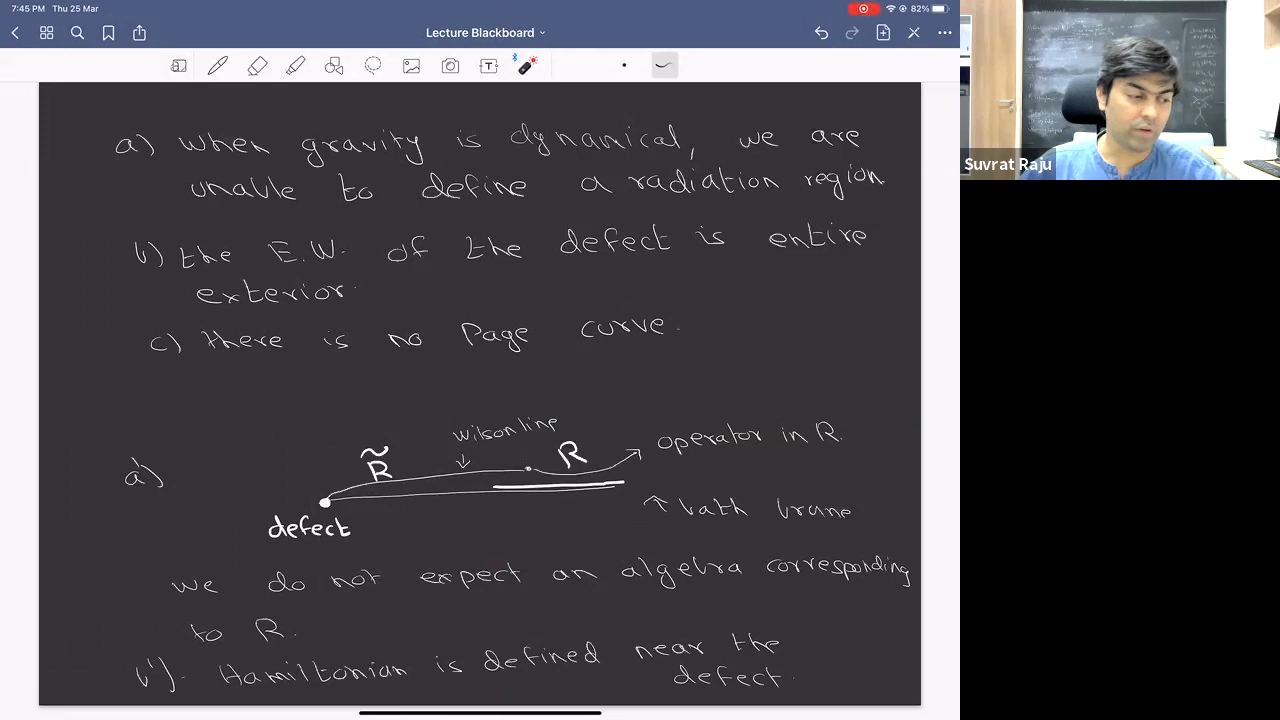 7:45 PM Thu 25 Mar
82%
Lecture Blackboard
T
Suvrat Raju
a) when gravity is dynamical, we are
unable to define a radiation region
b) the E.W. of the defect is entire
exterior.
c) there is no Page curve.
wilson line
R̃
R
operator in R.
a')
defect
↑ bath brane
we do not expect an algebra corresponding
to R.
b'). Hamiltonian is defined near the
defect.